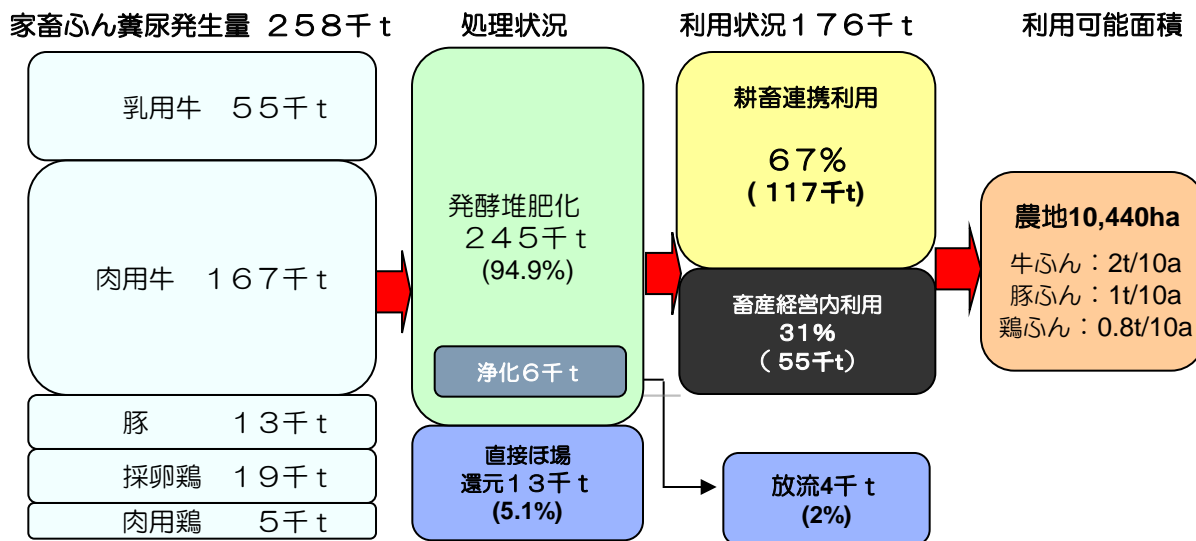 家畜ふん糞尿発生量 ２５８千ｔ
乳用牛　５５千ｔ
肉用牛　１６７千ｔ
豚　　　１３千ｔ
採卵鶏　１９千ｔ
肉用鶏　　５千ｔ
処理状況
発酵堆肥化
２４５千ｔ
(94.9%)
浄化６千ｔ
直接ほ場
還元１３千ｔ
(5.1%)
利用状況１７６千ｔ
耕畜連携利用
６７%
( 117千t)
畜産経営内利用
31%
（ 55千t）
放流4千ｔ
(2%)
利用可能面積
農地10,440ha
牛ふん：2t/10a
豚ふん：1t/10a
鶏ふん：0.8t/10a